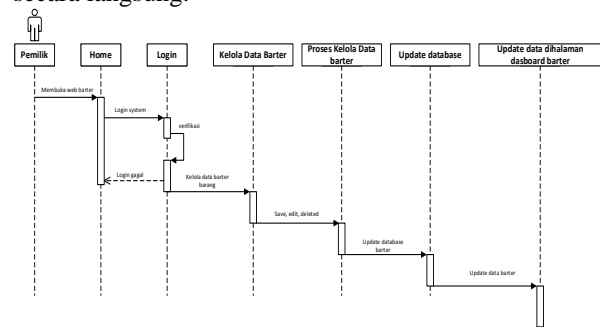 secara langsung.
Pemilik
Home
Login
Kelola Data Barter
Proses Kelola Data
barter
Update database
Update data dihalaman
dasboard barter
Membuka web barter
Login system
verifikasi
Login gagal
Kelola data barter
barang
Save, edit, deleted
Update database
barter
Update data barter